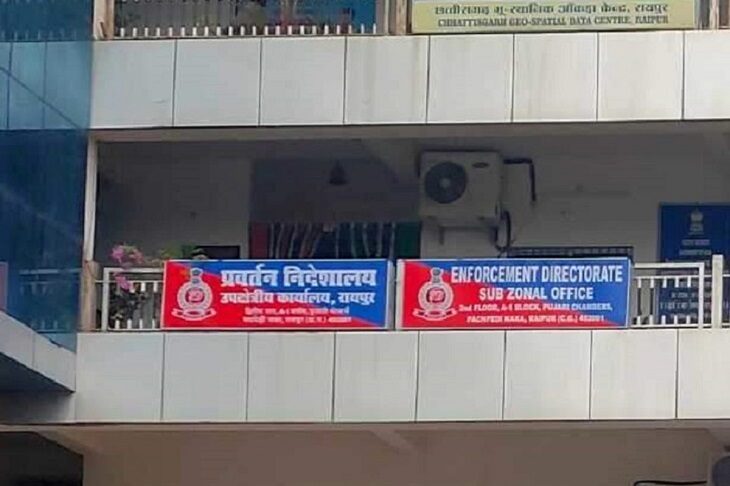 छत्तीसगढ़ भू-स्थानिक आँकड़ा केन्द्र, रायपुर
CHHATTISGARH GEO-SPATIAL DATA CENTRE, RAIPUR
प्रवर्तन निदेशालय
उपक्षेत्रीय कार्यालय, रायपुर
ENFORCEMENT DIRECTORATE
SUB ZONAL OFFICE
2nd FLOOR, A-1 BLOCK, PUJARI CHAMBERS,
PACHPEDI NAKA, RAIPUR (C.G.) 492001